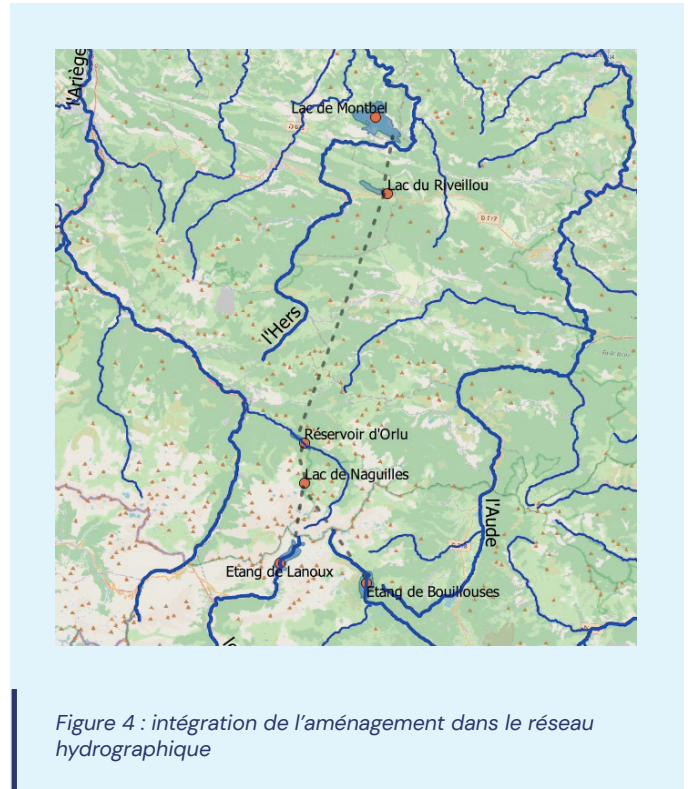 l'Ariège
Lac de Montbel
Lac du Riveillou
D 117
l'Hers
Réservoir d'Orlu
Lac de Naguilles
l'Aude
Etang de Lanoux
Etang de Bouillouses
Figure 4 : intégration de l'aménagement dans le réseau
hydrographique